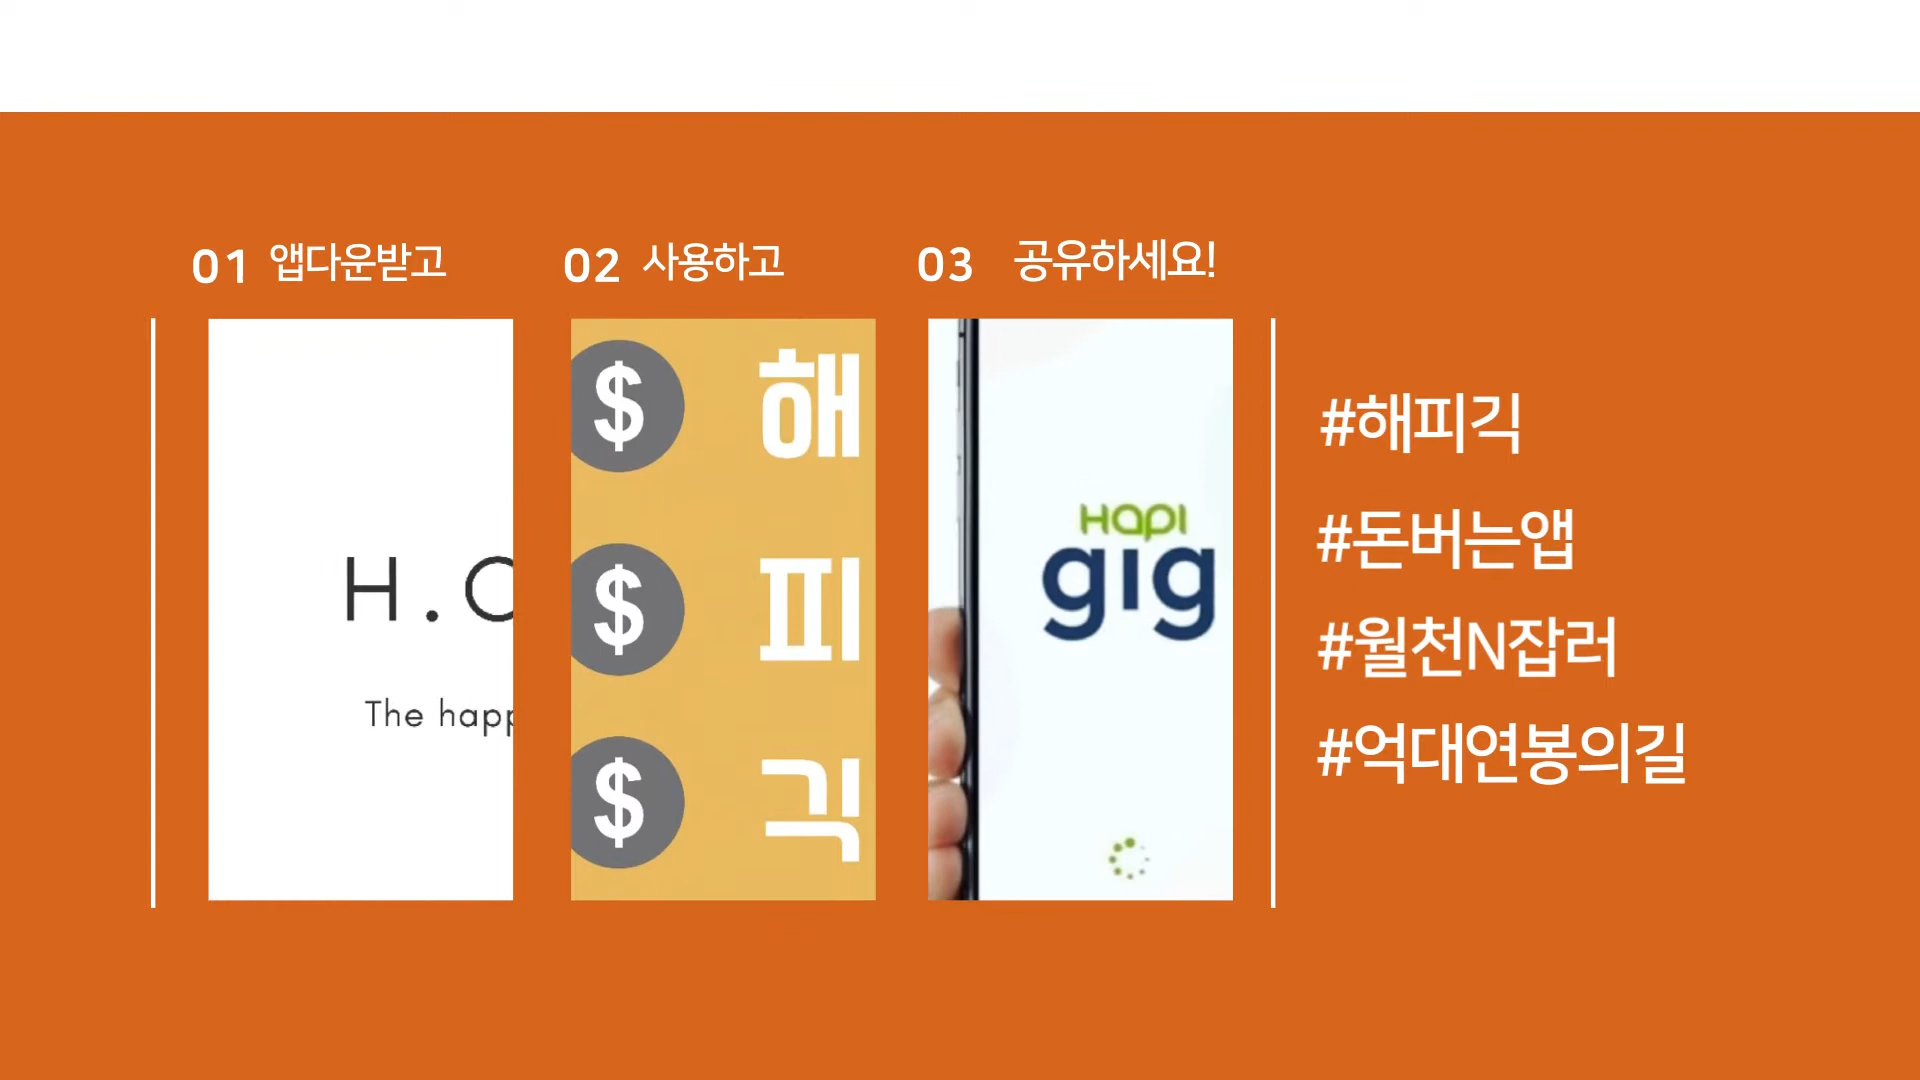 01 앱다운받고
02 사용하고
03 공유하세요!
H.C
The happ
$ 해
$ 피
$ 긱
HapI
gig
#해피긱
#돈버는앱
#월천N잡러
#억대연봉의길